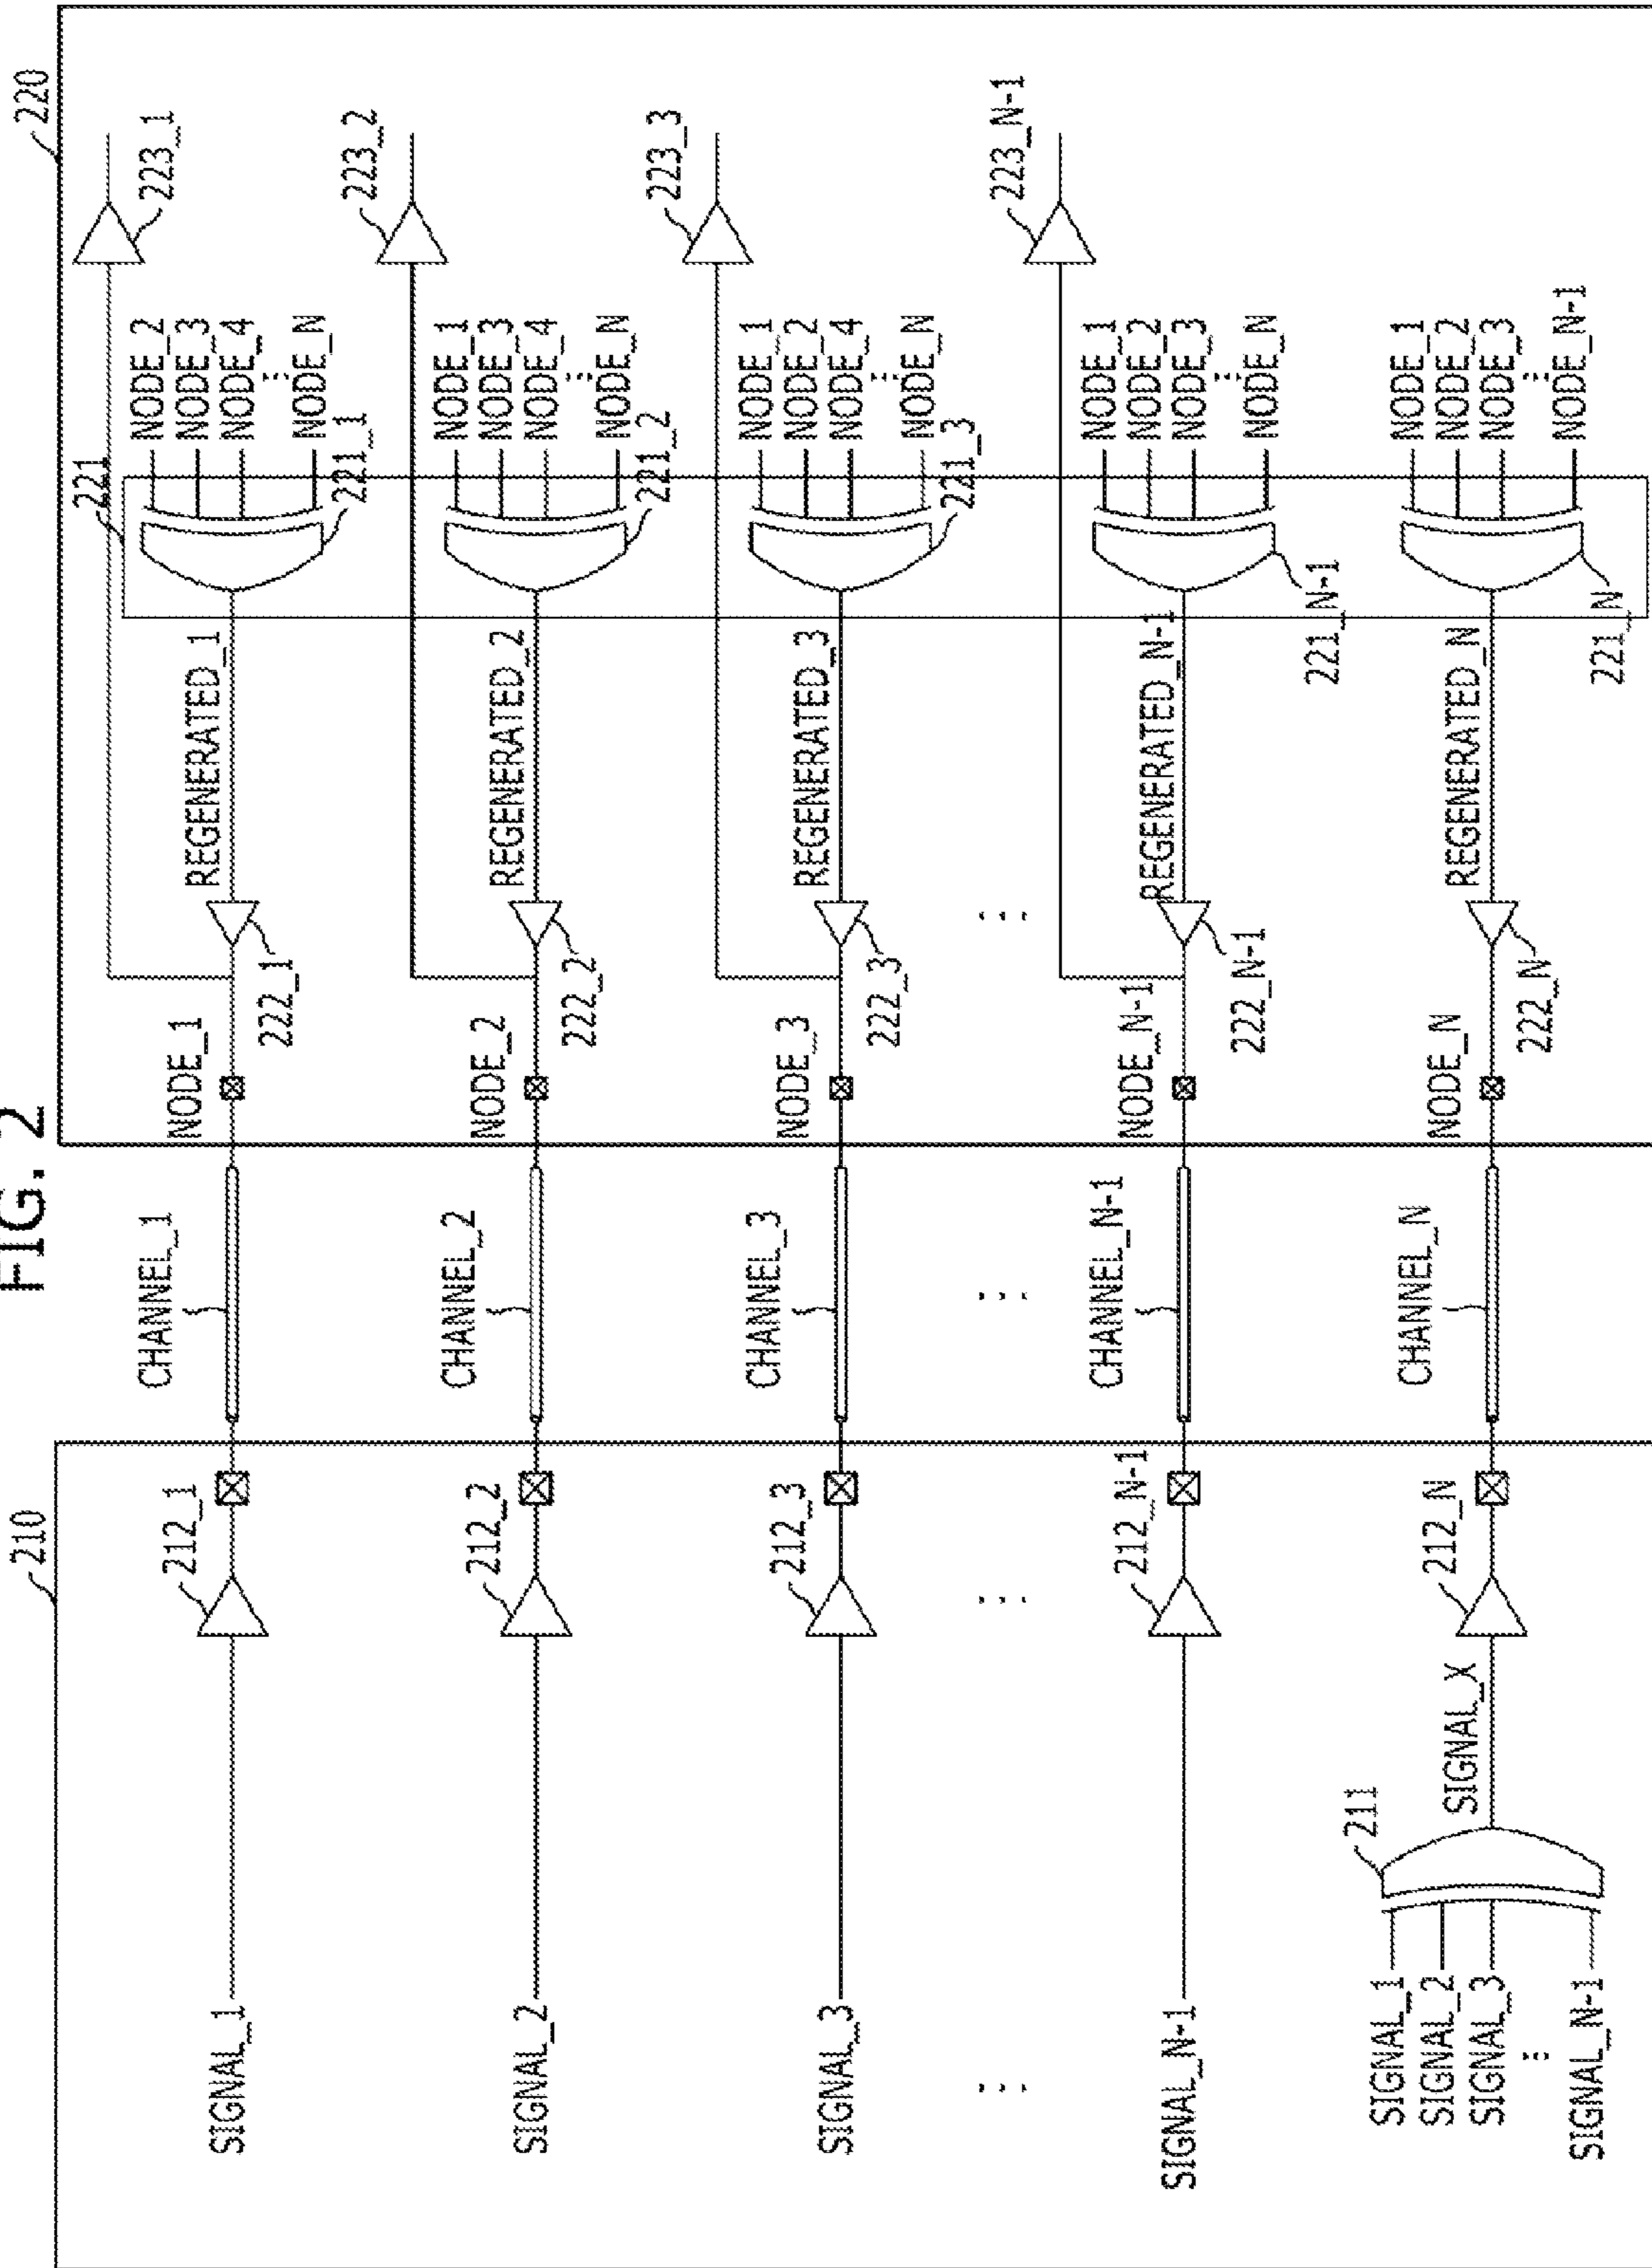 FIG. 2
210
220
SIGNAL_1
212_1
CHANNEL_1
NODE_1
222_1
REGENERATED_1
221
221_1
NODE_2
NODE_3
NODE_4
NODE_N
223_1
SIGNAL_2
212_2
CHANNEL_2
NODE_2
222_2
REGENERATED_2
221_2
NODE_1
NODE_3
NODE_4
NODE_N
223_2
SIGNAL_3
212_3
CHANNEL_3
NODE_3
222_3
REGENERATED_3
221_3
NODE_1
NODE_2
NODE_4
NODE_N
223_3
SIGNAL_N-1
212_N-1
CHANNEL_N-1
NODE_N-1
222_N-1
REGENERATED_N-1
221_N-1
NODE_1
NODE_2
NODE_3
NODE_N
223_N-1
SIGNAL_1
SIGNAL_2
SIGNAL_3
SIGNAL_N-1
211
SIGNAL_X
212_N
CHANNEL_N
NODE_N
222_N
REGENERATED_N
221_N
NODE_1
NODE_2
NODE_3
NODE_N-1